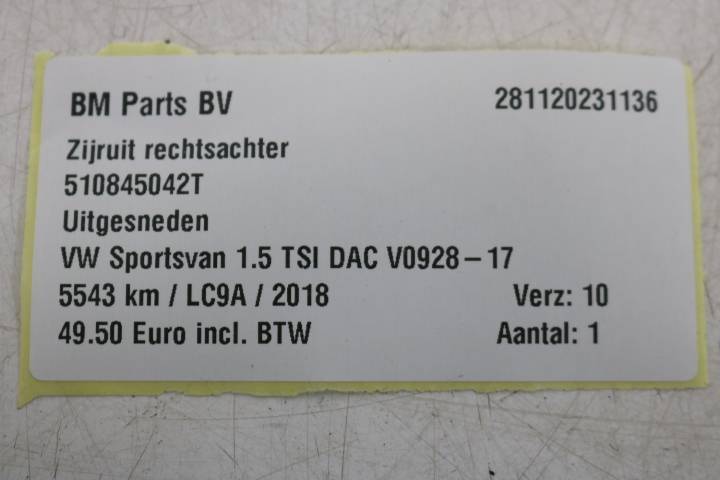 BM Parts BV 281120231136
Zijruit rechtsachter
510845042T
Uitgesneden
VW Sportsvan 1.5 TSI DAC V0928-17
5543 km / LC9A / 2018 Verz: 10
49.50 Euro incl. BTW Aantal: 1